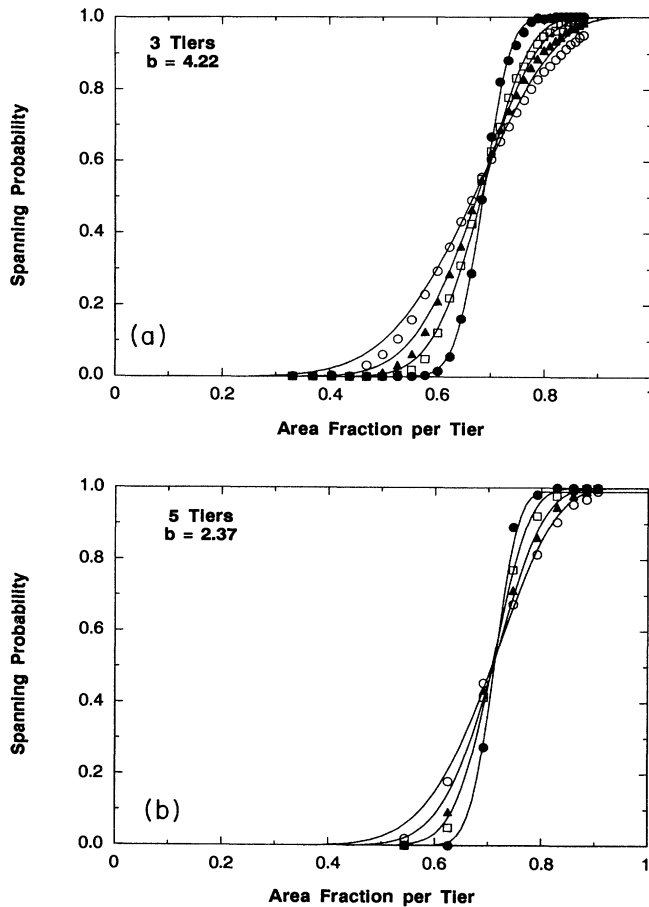 1.0
0.8
0.6
0.4
0.2
0.0
Spanning Probability
3 Tiers
b = 4.22
(a)
0 0.2 0.4 0.6 0.8 1
Area Fraction per Tier
1.0
0.8
0.6
0.4
0.2
0.0
Spanning Probability
5 Tiers
b = 2.37
(b)
0 0.2 0.4 0.6 0.8 1
Area Fraction per Tier